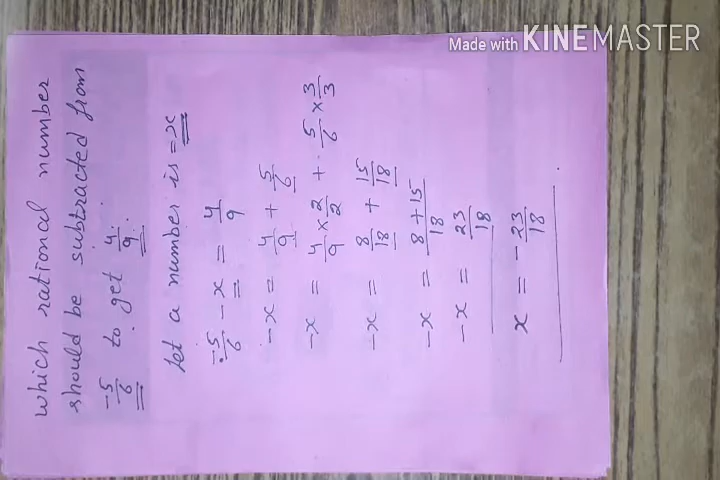 Made with KINEMASTER
which rational number
should be subtracted from
-5/6 to get 4/9.
let a number is = x
-5/6 - x = 4/9
-x = 4/9 + 5/6
-x = 4/9 × 2/2 + 5/6 × 3/3
-x = 8/18 + 15/18
-x = 8+15/18
-x = 23/18
x = -23/18